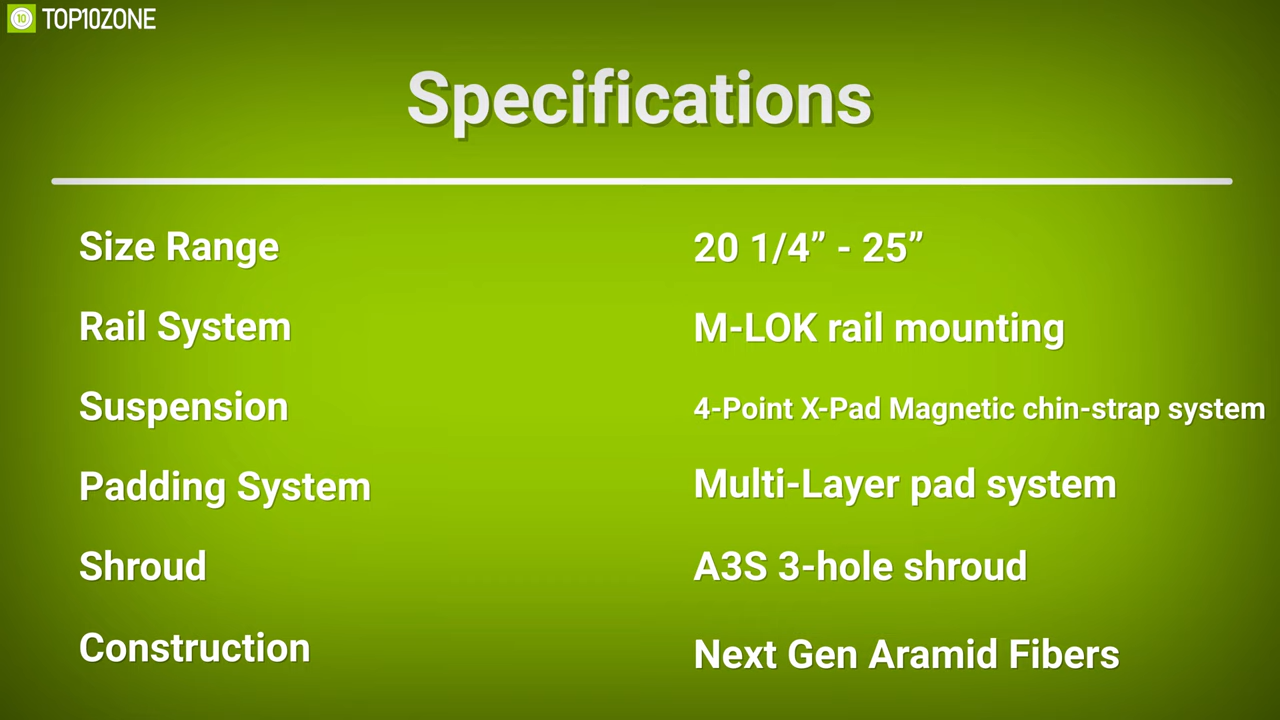 10 TOP10ZONE
Specifications
Size Range 20 1/4” - 25”
Rail System M-LOK rail mounting
Suspension 4-Point X-Pad Magnetic chin-strap system
Padding System Multi-Layer pad system
Shroud A3S 3-hole shroud
Construction Next Gen Aramid Fibers